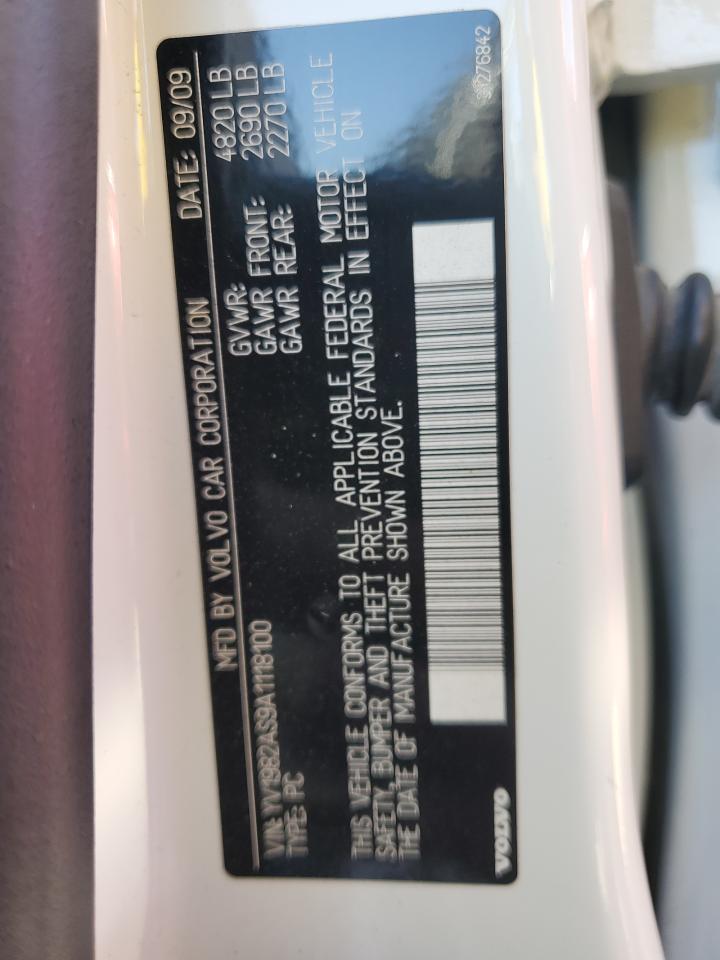 MFD BY VOLVO CAR CORPORATION DATE: 09/09
VIN: YV1982AS9A1118100 GVWR: 4820 LB
TYPE: PC GAWR FRONT: 2690 LB
GAWR REAR: 2270 LB
THIS VEHICLE CONFORMS TO ALL APPLICABLE FEDERAL MOTOR VEHICLE
SAFETY, BUMPER AND THEFT PREVENTION STANDARDS IN EFFECT ON
THE DATE OF MANUFACTURE SHOWN ABOVE.
VOLVO 31276842